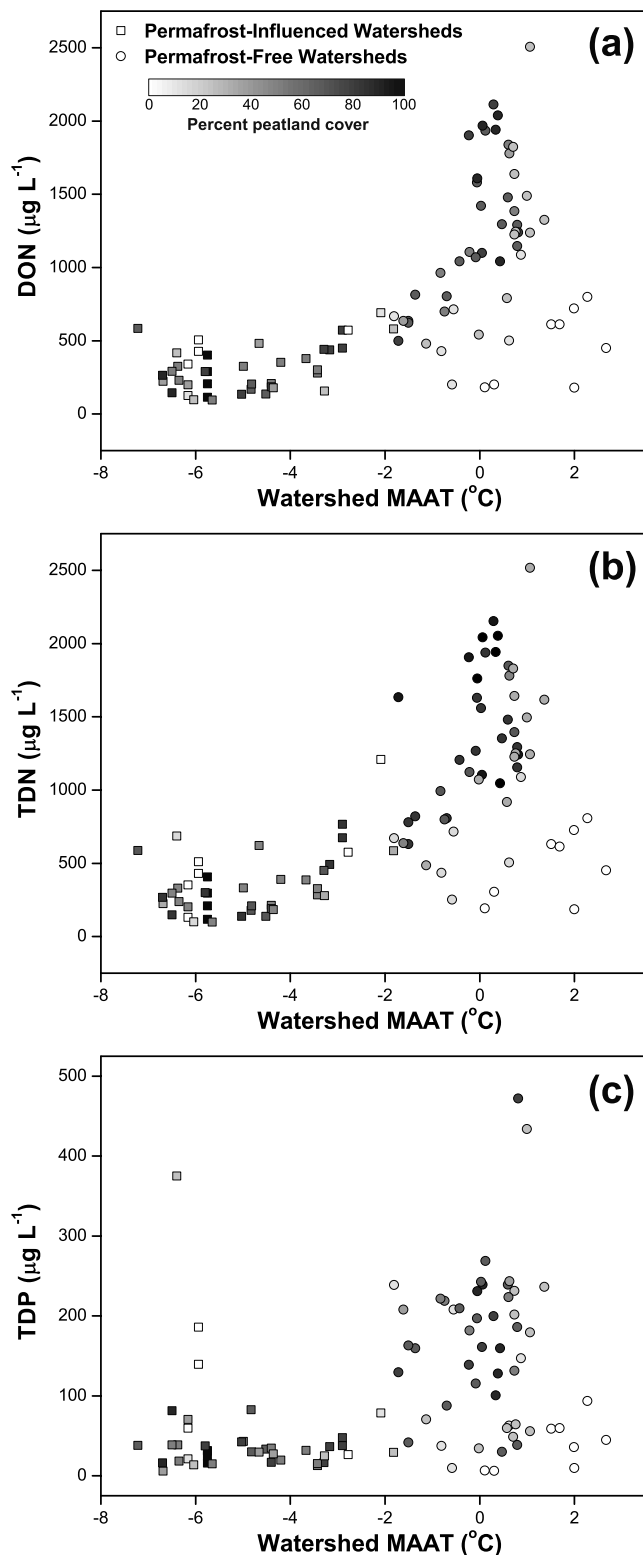 (a)
Permafrost-Influenced Watersheds
Permafrost-Free Watersheds
0 20 40 60 80 100
Percent peatland cover
2500
2000
1500
1000
500
0
DON (µg L⁻¹)
-8 -6 -4 -2 0 2
Watershed MAAT (°C)
(b)
2500
2000
1500
1000
500
0
TDN (µg L⁻¹)
-8 -6 -4 -2 0 2
Watershed MAAT (°C)
(c)
500
400
300
200
100
0
TDP (µg L⁻¹)
-8 -6 -4 -2 0 2
Watershed MAAT (°C)